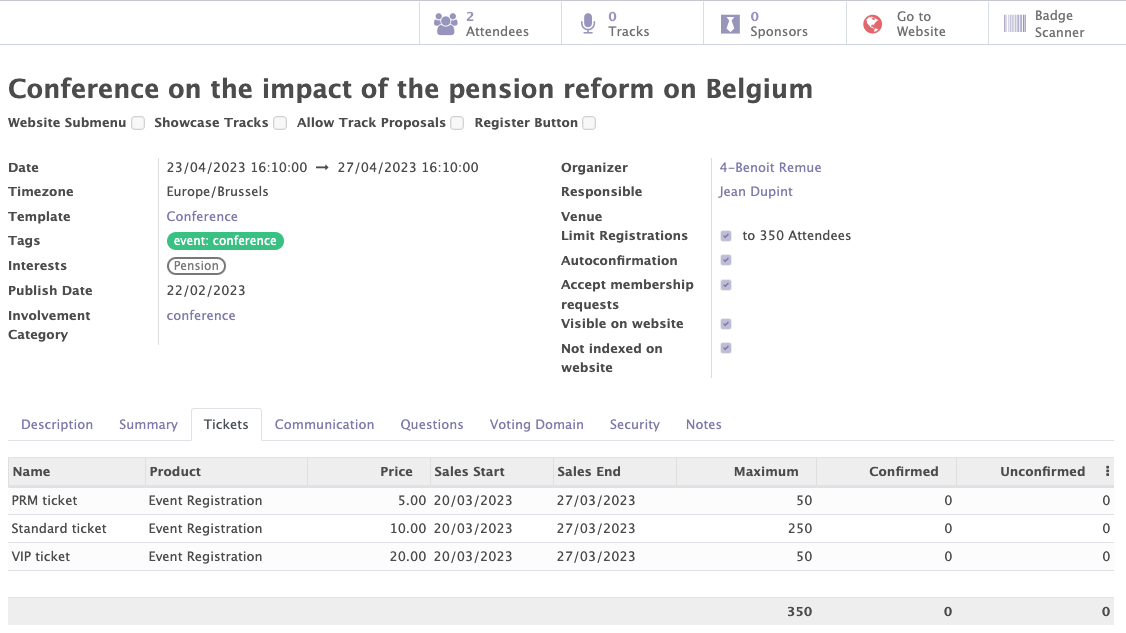 2 Attendees
0 Tracks
0 Sponsors
Go to Website
Badge Scanner
Conference on the impact of the pension reform on Belgium
Website Submenu Showcase Tracks Allow Track Proposals Register Button
Date 23/04/2023 16:10:00 → 27/04/2023 16:10:00
Timezone Europe/Brussels
Template Conference
Tags event: conference
Interests Pension
Publish Date 22/02/2023
Involvement Category conference
Organizer 4-Benoit Remue
Responsible Jean Dupint
Venue
Limit Registrations to 350 Attendees
Autoconfirmation
Accept membership requests
Visible on website
Not indexed on website
Description Summary Tickets Communication Questions Voting Domain Security Notes
Name Product Price Sales Start Sales End Maximum Confirmed Unconfirmed
PRM ticket Event Registration 5.00 20/03/2023 27/03/2023 50 0 0
Standard ticket Event Registration 10.00 20/03/2023 27/03/2023 250 0 0
VIP ticket Event Registration 20.00 20/03/2023 27/03/2023 50 0 0
350 0 0